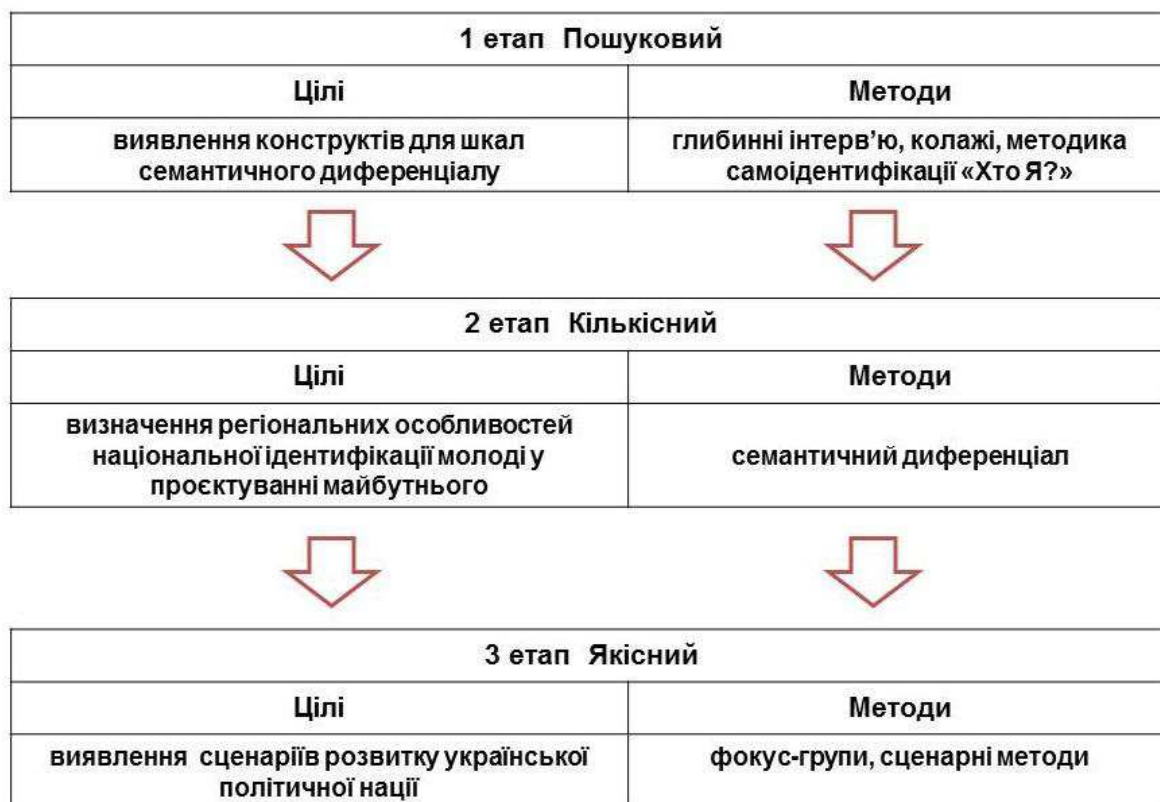 1 етап Пошуковий
Цілі
Методи
виявлення конструктів для шкал
семантичного диференціалу
глибинні інтерв’ю, колажі, методика
самоідентифікації «Хто Я?»
2 етап Кількісний
Цілі
Методи
визначення регіональних особливостей
національної ідентифікації молоді у
проєктуванні майбутнього
семантичний диференціал
3 етап Якісний
Цілі
Методи
виявлення сценаріїв розвитку української
політичної нації
фокус-групи, сценарні методи